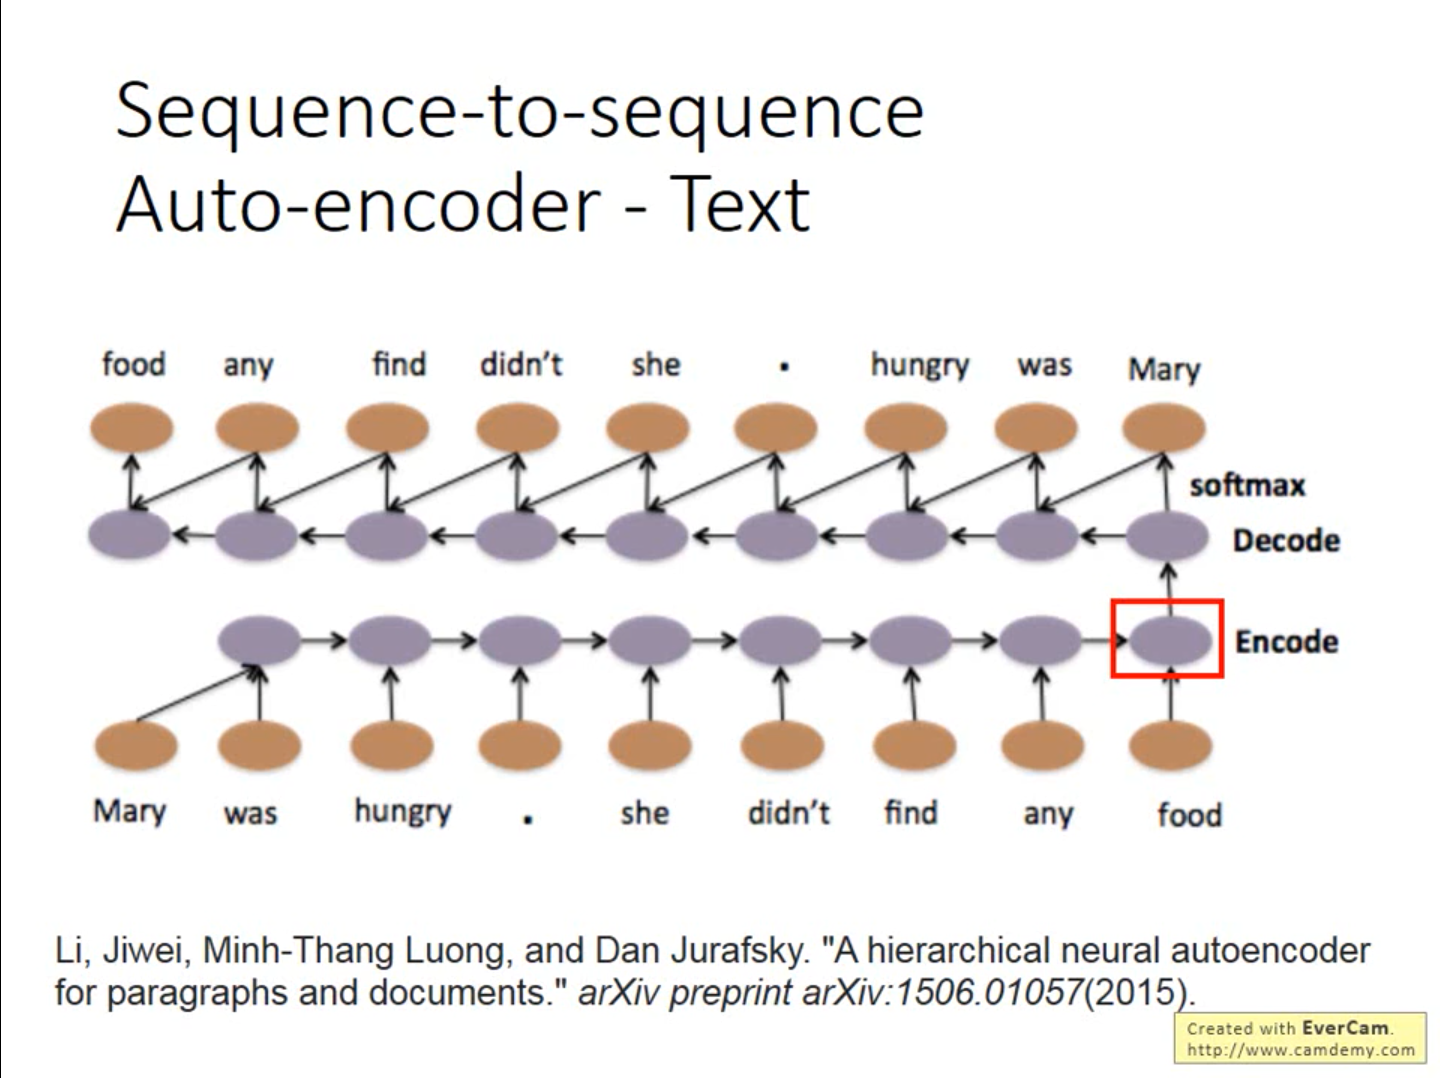 Sequence-to-sequence
Auto-encoder - Text
food any find didn't she . hungry was Mary
softmax
Decode
Encode
Mary was hungry . she didn't find any food
Li, Jiwei, Minh-Thang Luong, and Dan Jurafsky. "A hierarchical neural autoencoder
for paragraphs and documents." arXiv preprint arXiv:1506.01057(2015).
Created with EverCam.
http://www.camdemy.com